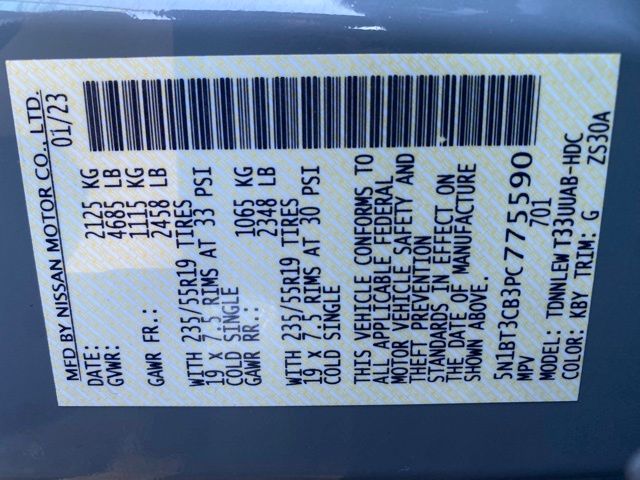 MFD BY NISSAN MOTOR CO., LTD.
DATE: 01/23
GVWR: 2125 KG
4685 LB
GAWR FR.: 1115 KG
2458 LB
WITH 235/55R19 TIRES
19 X 7.5 RIMS AT 33 PSI
COLD SINGLE
GAWR RR.: 1065 KG
2348 LB
WITH 235/55R19 TIRES
19 X 7.5 RIMS AT 30 PSI
COLD SINGLE
THIS VEHICLE CONFORMS TO
ALL APPLICABLE FEDERAL
MOTOR VEHICLE SAFETY AND
THEFT PREVENTION
STANDARDS IN EFFECT ON
THE DATE OF MANUFACTURE
SHOWN ABOVE.
5N1BT3CB3PC775590
MPV 701
MODEL: TDNNLEW T33UUAB-HDC
COLOR: KBY TRIM: G ZS30A